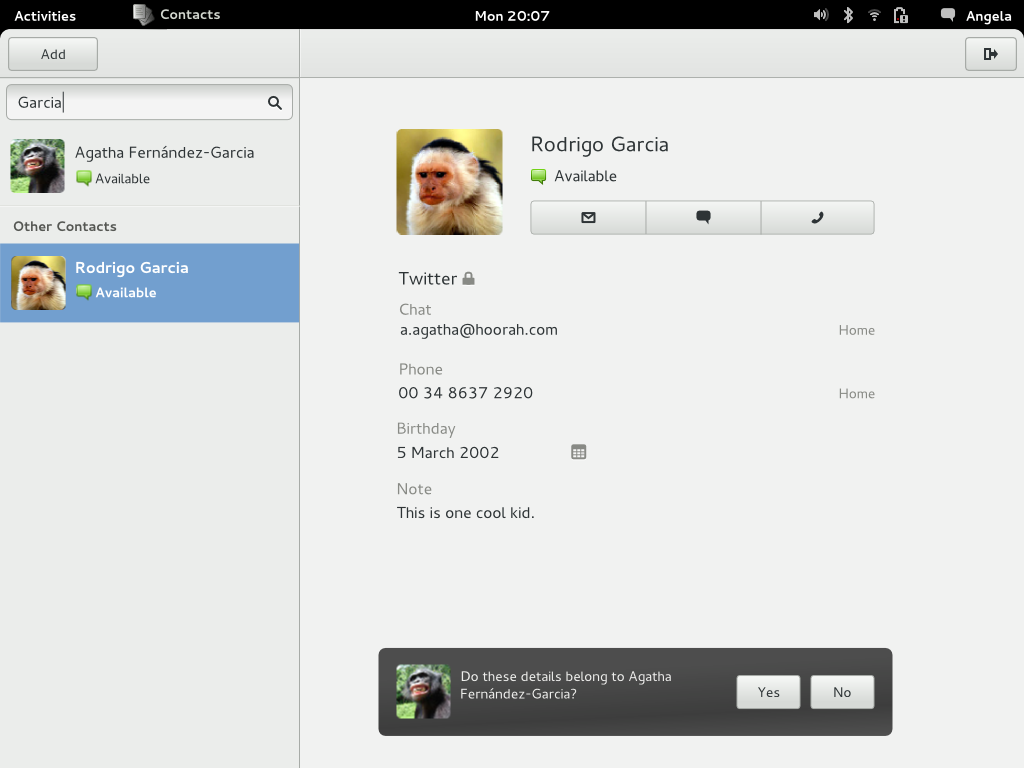 Activities Contacts Mon 20:07 Angela
Add
Garcia
Agatha Fernández-Garcia
Available
Other Contacts
Rodrigo Garcia
Available
Rodrigo Garcia
Available
Twitter
Chat
a.agatha@hoorah.com Home
Phone
00 34 8637 2920 Home
Birthday
5 March 2002
Note
This is one cool kid.
Do these details belong to Agatha
Fernández-Garcia?
Yes No